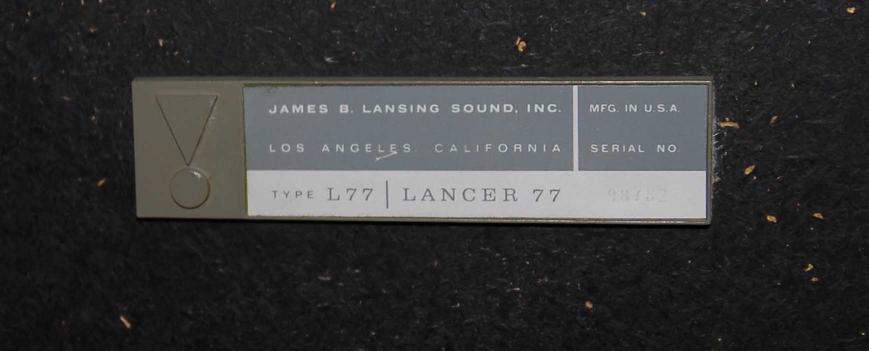 JAMES B. LANSING SOUND, INC.
LOS ANGELES CALIFORNIA
MFG. IN U.S.A.
SERIAL NO
TYPE L77 | LANCER 77